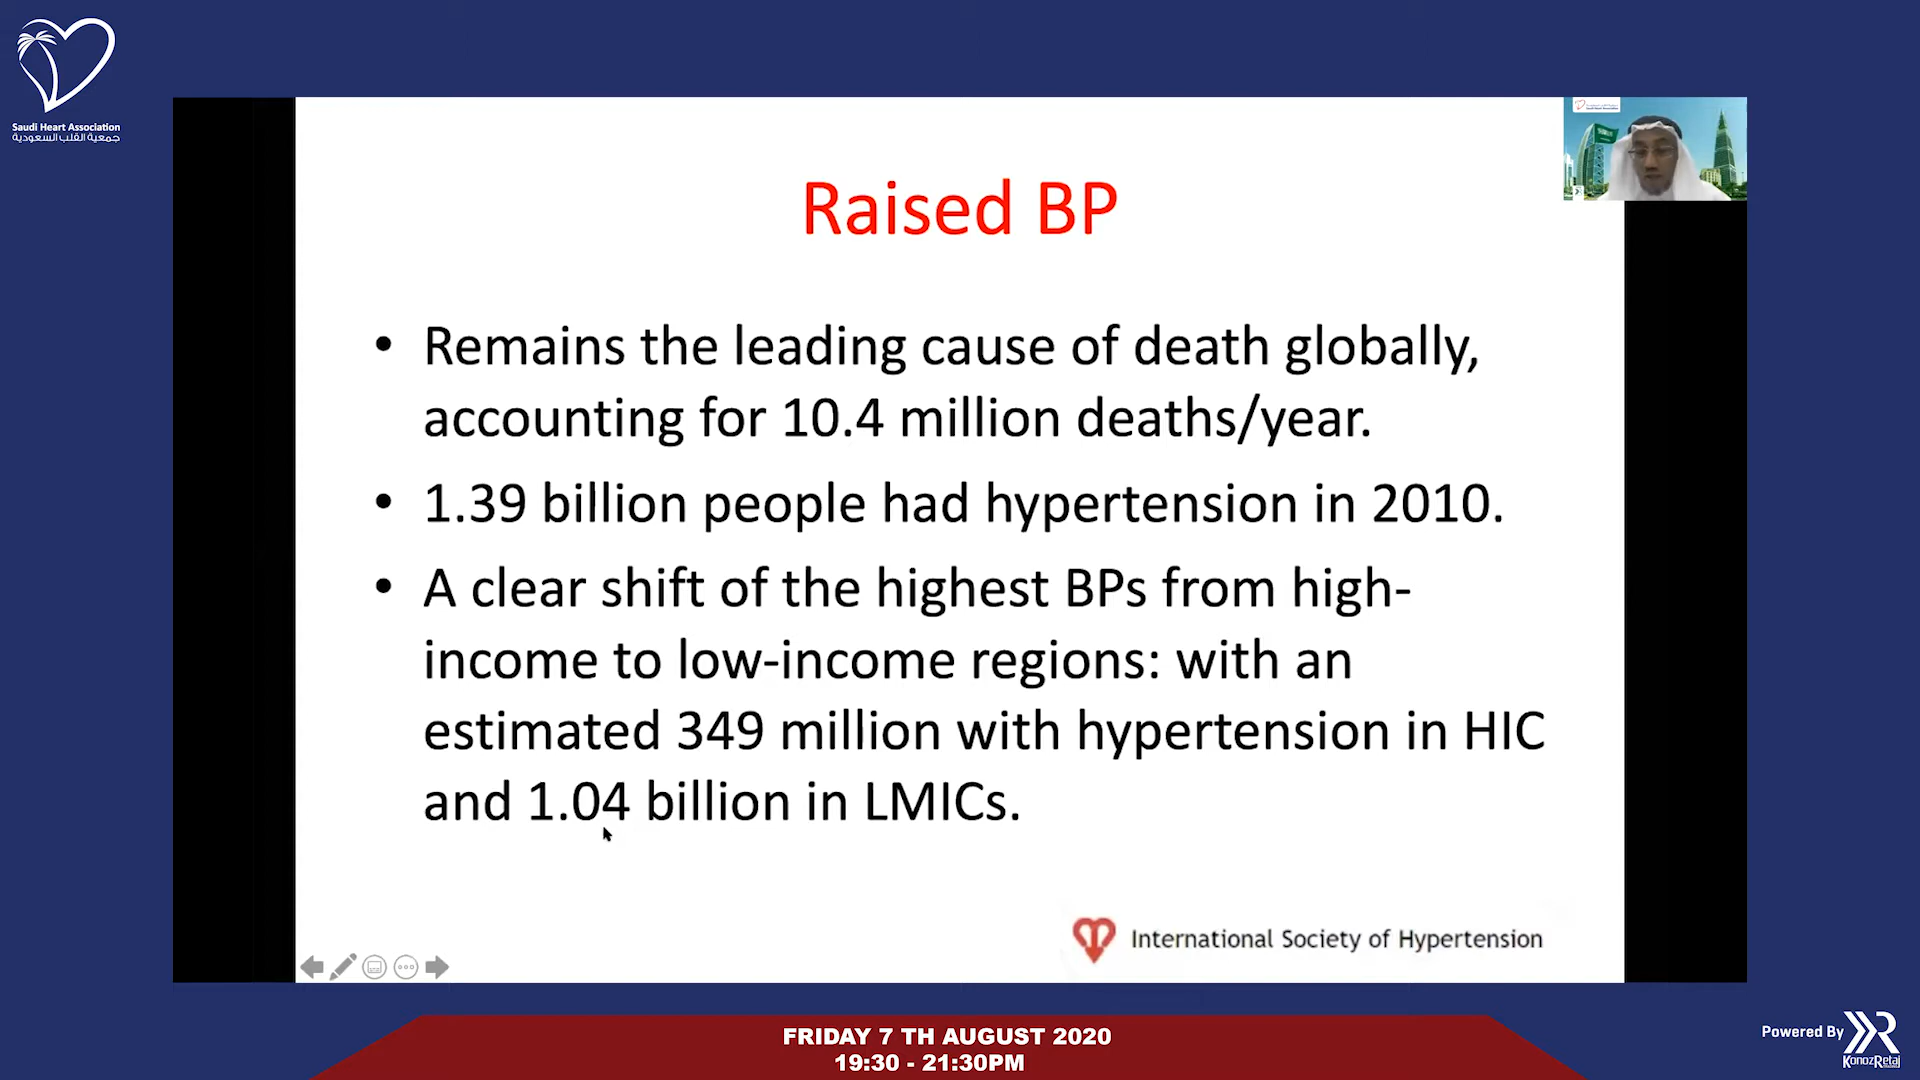 Saudi Heart Association
جمعية القلب السعودية
Raised BP
• Remains the leading cause of death globally,
accounting for 10.4 million deaths/year.
• 1.39 billion people had hypertension in 2010.
• A clear shift of the highest BPs from high-
income to low-income regions: with an
estimated 349 million with hypertension in HIC
and 1.04 billion in LMICs.
International Society of Hypertension
FRIDAY 7 TH AUGUST 2020
19:30 - 21:30PM
Powered By
KonozRetaj